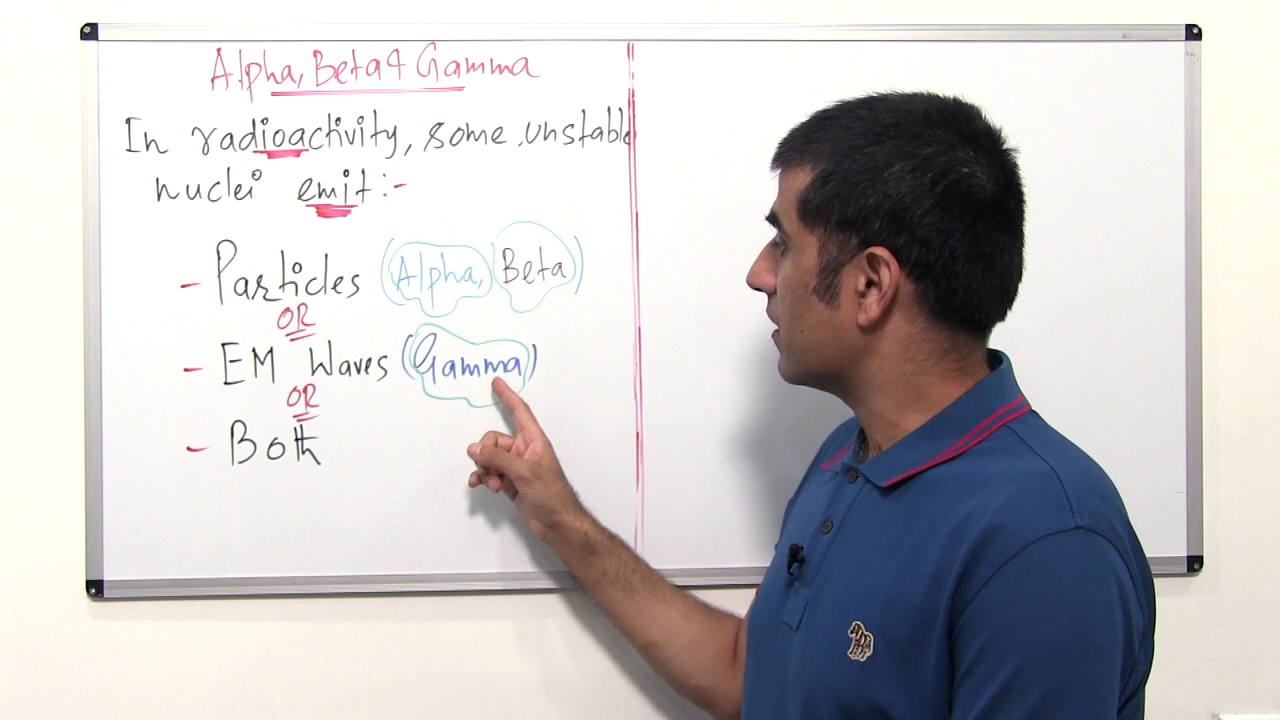 Alpha, Beta & Gamma
In radioactivity, some unstable
nuclei emit :-
- Particles (Alpha, Beta)
OR
- EM Waves (Gamma)
OR
- Both